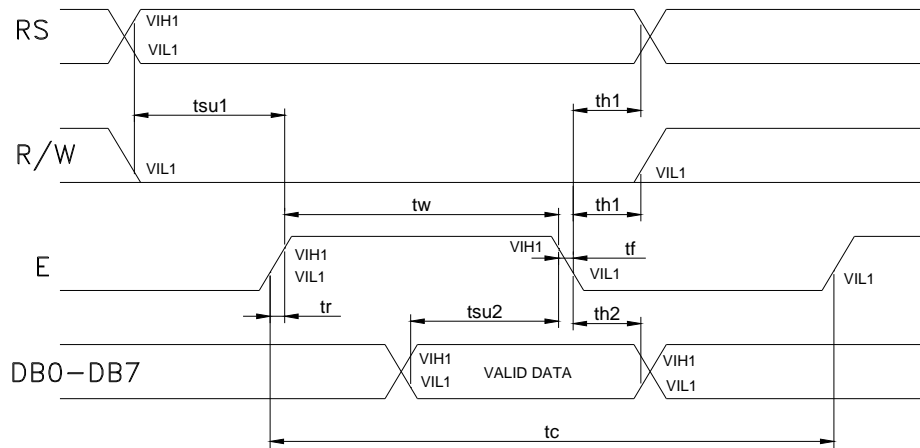 RS
VIH1
VIL1
tsu1
th1
R/W
VIL1
VIL1
tw
th1
E
VIH1
VIL1
VIH1
tf
VIL1
VIL1
tr
tsu2
th2
DB0-DB7
VIH1
VIL1
VALID DATA
VIH1
VIL1
tc